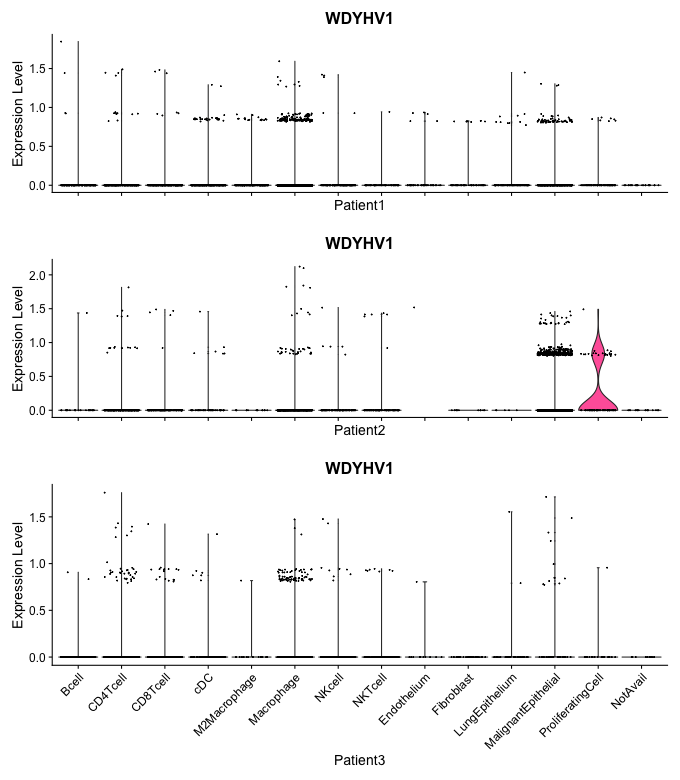 WDYHV1
Expression Level
1.5
1.0
0.5
0.0
Patient1
WDYHV1
Expression Level
2.0
1.5
1.0
0.5
0.0
Patient2
WDYHV1
Expression Level
1.5
1.0
0.5
0.0
Bcell
CD4Tcell
CD8Tcell
cDC
M2Macrophage
Macrophage
NKcell
NKTcell
Endothelium
Fibroblast
LungEpithelium
MalignantEpithelial
ProliferatingCell
NotAvail
Patient3